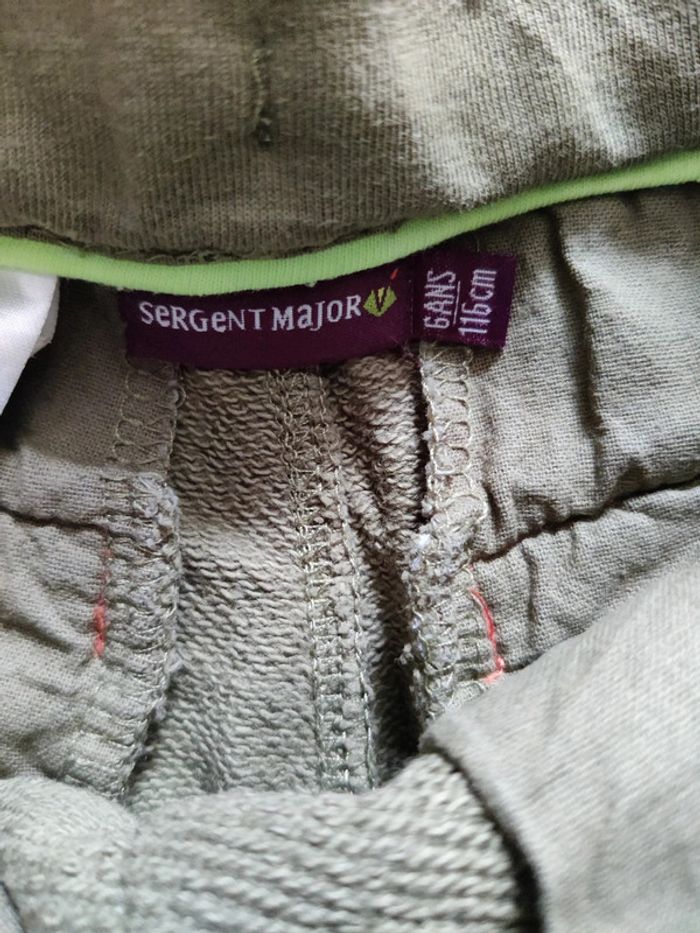 SeRGeNT MaJOR
6ANS
116cm